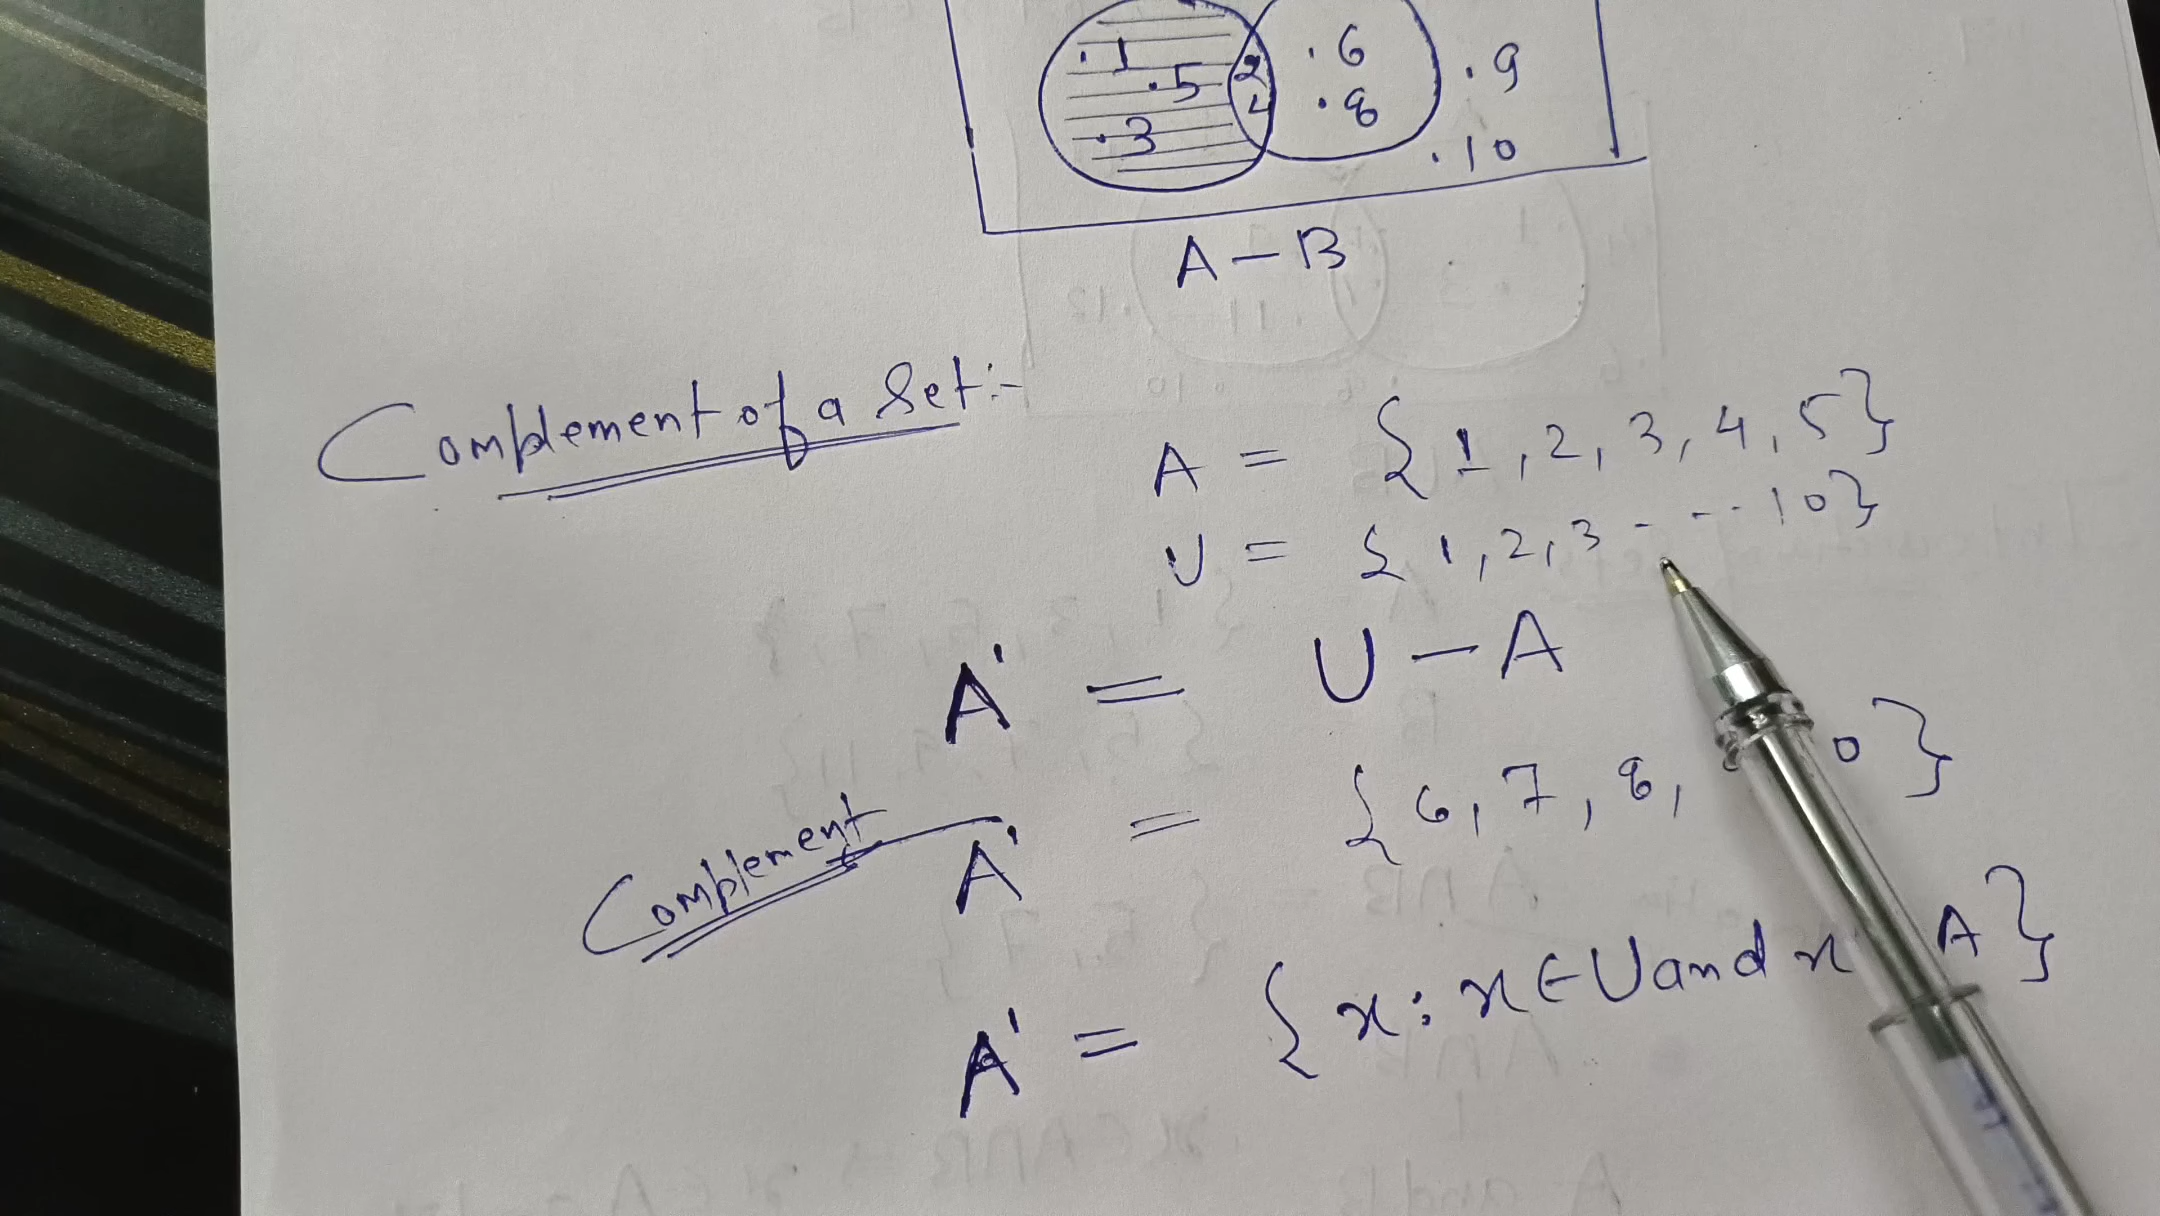 .1 .5 .3 2 4 .6 .8 .9 .10
A - B
Complement of a Set:-
A = {1, 2, 3, 4, 5}
U = {1, 2, 3 - - - - 10}
A' = U - A
Complement A' = {6, 7, 8, 0}
A' = {x: x ∈ U and x A}